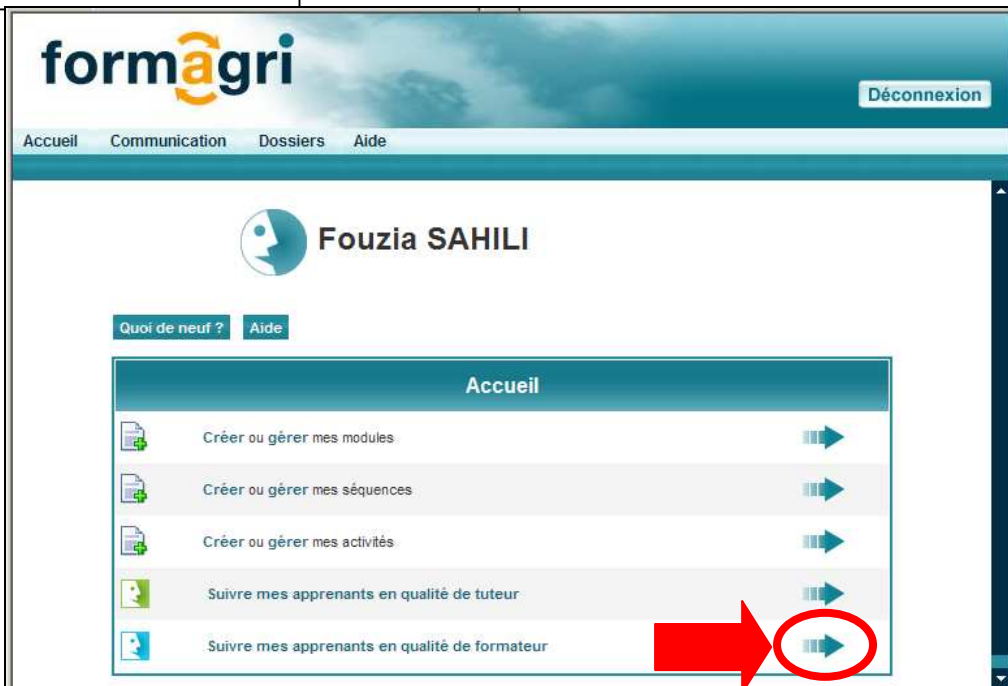 formagri
Déconnexion
Accueil Communication Dossiers Aide
Fouzia SAHILI
Quoi de neuf ? Aide
Accueil
Créer ou gérer mes modules
Créer ou gérer mes séquences
Créer ou gérer mes activités
Suivre mes apprenants en qualité de tuteur
Suivre mes apprenants en qualité de formateur